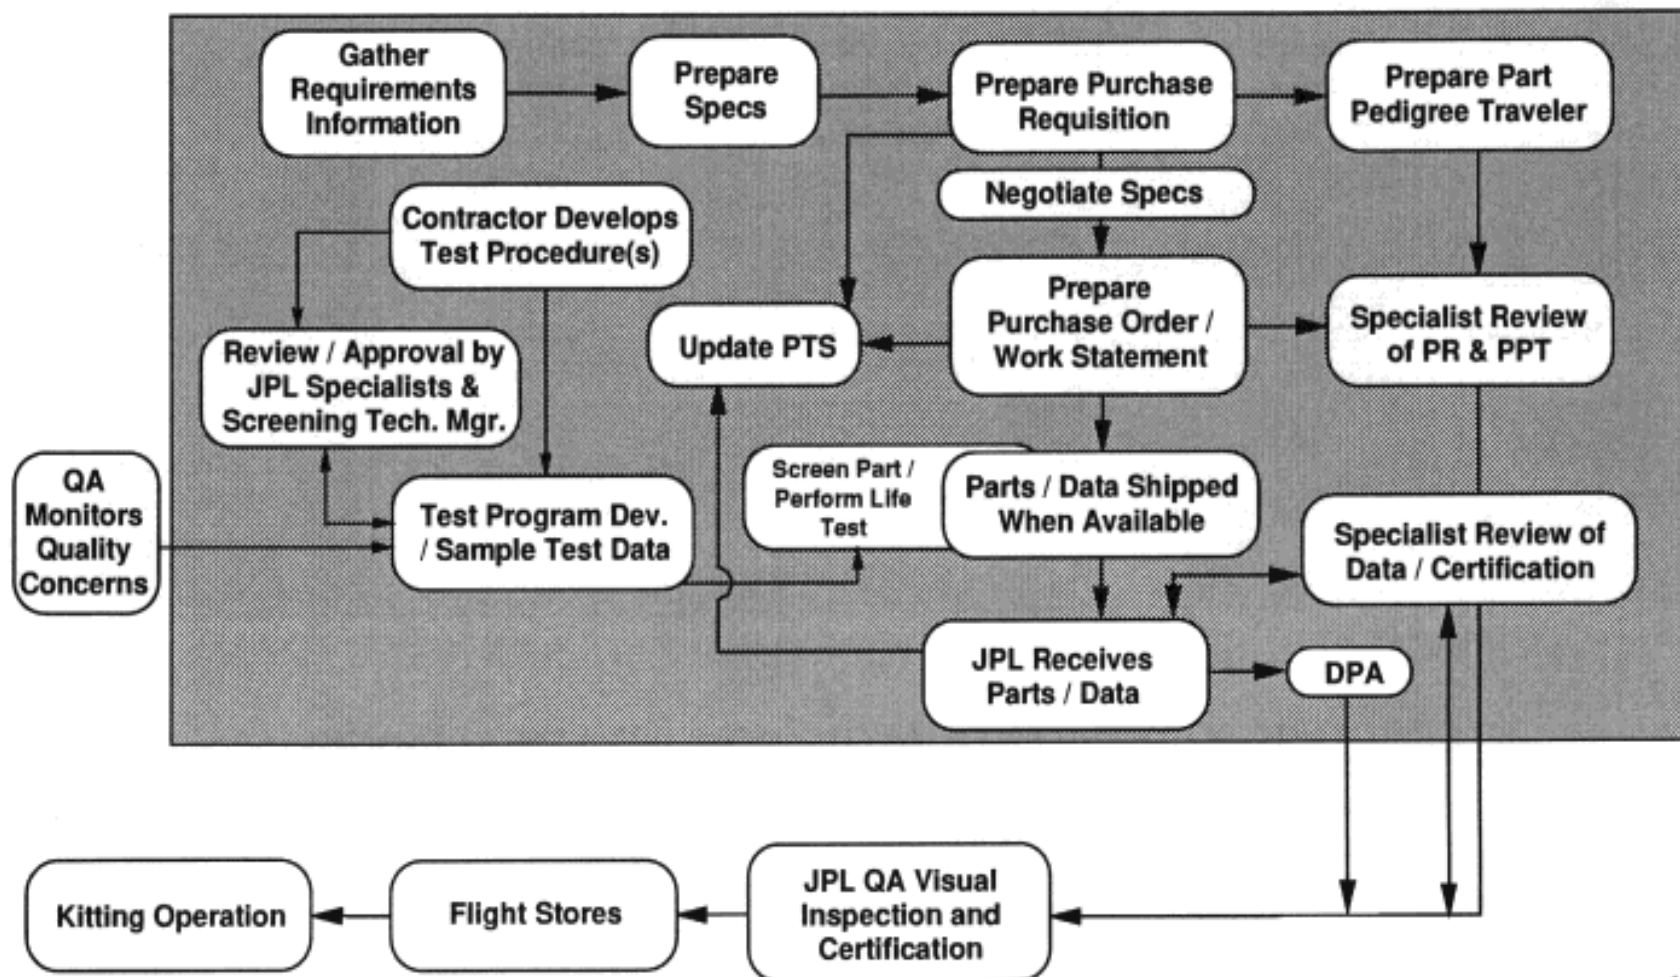 Gather
Requirements
Information
Prepare
Specs
Prepare Purchase
Requisition
Prepare Part
Pedigree Traveler
Negotiate Specs
Contractor Develops
Test Procedure(s)
Prepare
Purchase Order /
Work Statement
Specialist Review
of PR & PPT
Update PTS
Review / Approval by
JPL Specialists &
Screening Tech. Mgr.
QA
Monitors
Quality
Concerns
Test Program Dev.
/ Sample Test Data
Screen Part /
Perform Life
Test
Parts / Data Shipped
When Available
Specialist Review of
Data / Certification
JPL Receives
Parts / Data
DPA
Kitting Operation
Flight Stores
JPL QA Visual
Inspection and
Certification